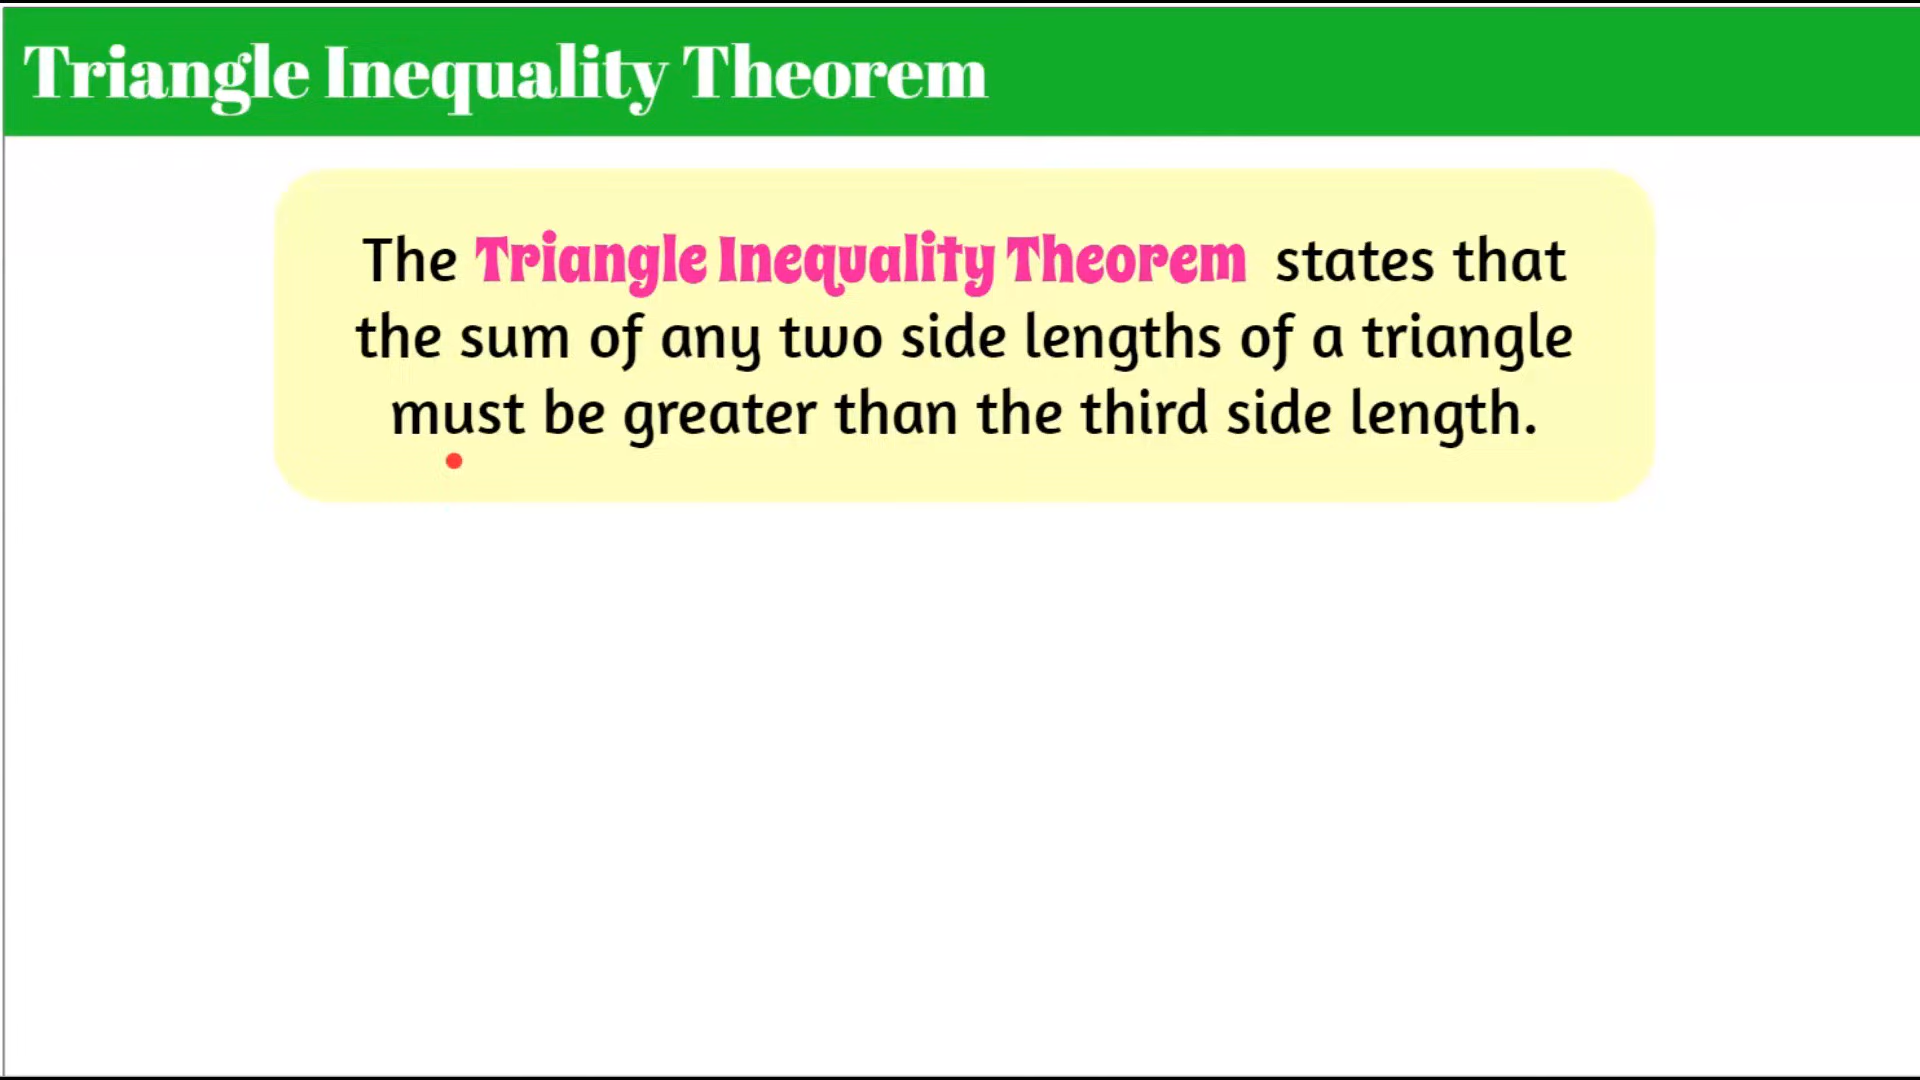 Triangle Inequality Theorem
The Triangle Inequality Theorem states that
the sum of any two side lengths of a triangle
must be greater than the third side length.